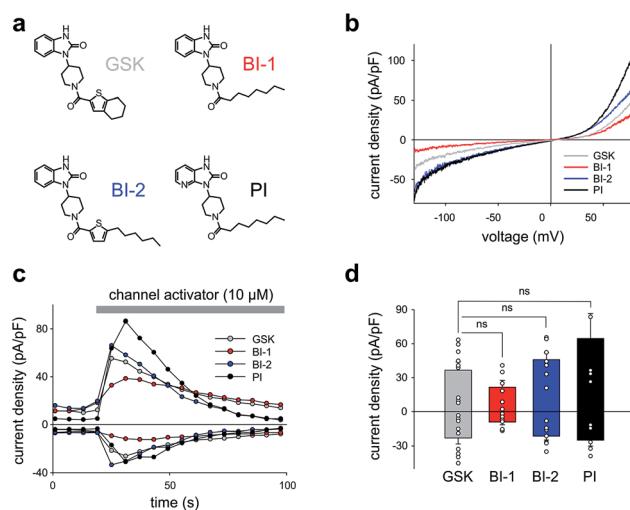 a
H
N
O
N
N
O
S
GSK
H
N
O
N
N
O
BI-1
H
N
O
N
N
O
S
BI-2
H
N
O
N
N
N
O
PI
b
current density (pA/pF)
100
50
0
-50
-100
-50
0
50
voltage (mV)
GSK
BI-1
BI-2
PI
c
channel activator (10 µM)
current density (pA/pF)
80
40
0
-40
0
50
100
time (s)
GSK
BI-1
BI-2
PI
d
current density (pA/pF)
90
60
30
0
-30
ns
ns
ns
GSK
BI-1
BI-2
PI